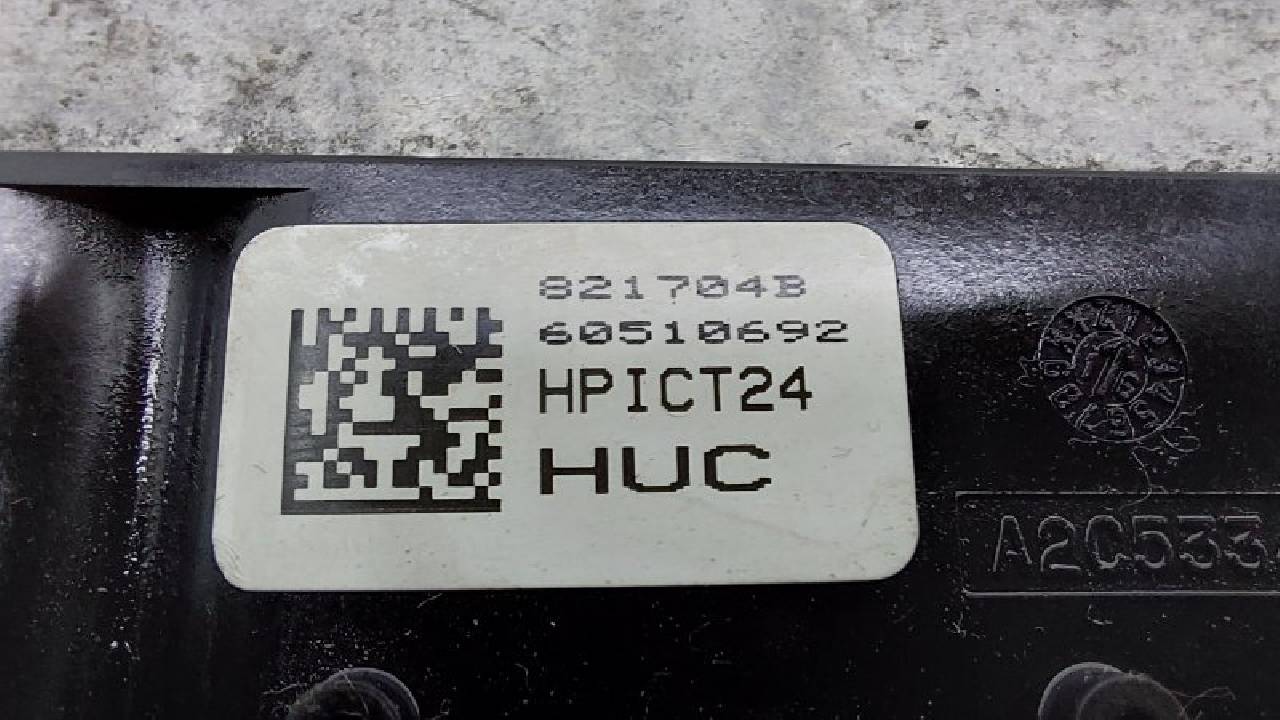 821704B
60510692
HPICT24
HUC
A2C533